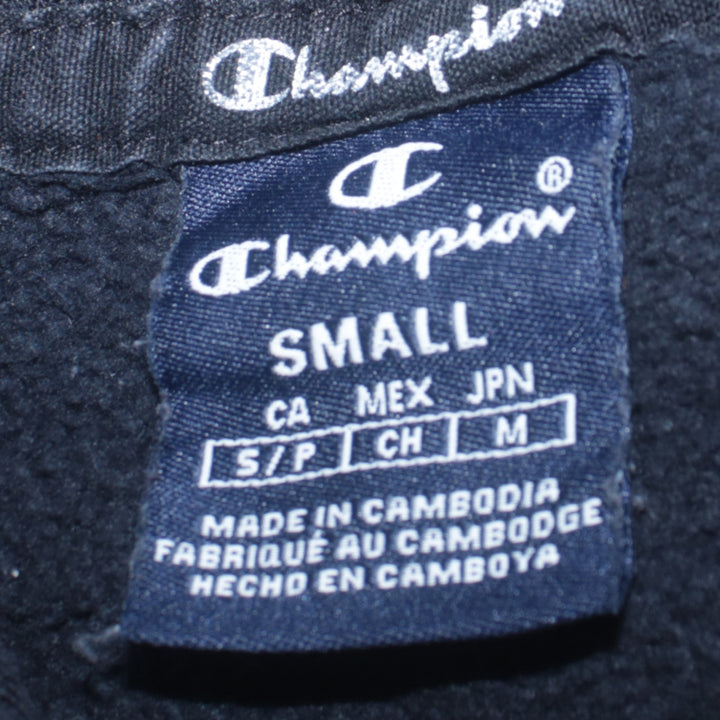 Champion
Champion®
SMALL
CA MEX JPN
S/P CH M
MADE IN CAMBODIA
FABRIQUÉ AU CAMBODGE
HECHO EN CAMBOYA